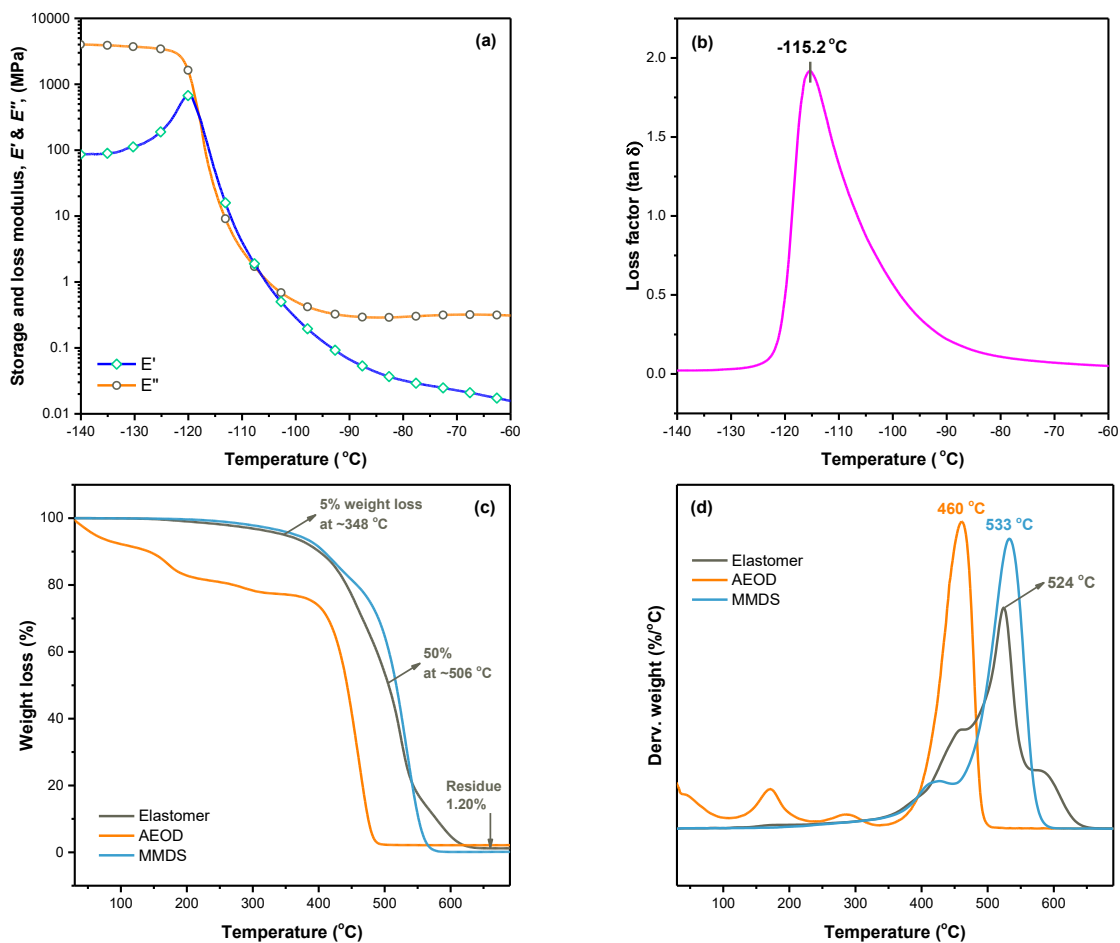 (a)
Storage and loss modulus, E' & E'', (MPa)
10000
1000
100
10
1
0.1
0.01
E'
E"
-140 -130 -120 -110 -100 -90 -80 -70 -60
Temperature ( °C)
(b)
-115.2 °C
Loss factor (tan δ)
2.0
1.5
1.0
0.5
0.0
-140 -130 -120 -110 -100 -90 -80 -70 -60
Temperature ( °C)
(c)
5% weight loss
at ~348 °C
50%
at ~506 °C
Residue
1.20%
Weight loss (%)
100
80
60
40
20
0
Elastomer
AEOD
MMDS
100 200 300 400 500 600
Temperature (°C)
(d)
460 °C
533 °C
524 °C
Elastomer
AEOD
MMDS
Derv. weight (%/°C)
100 200 300 400 500 600
Temperature (°C)